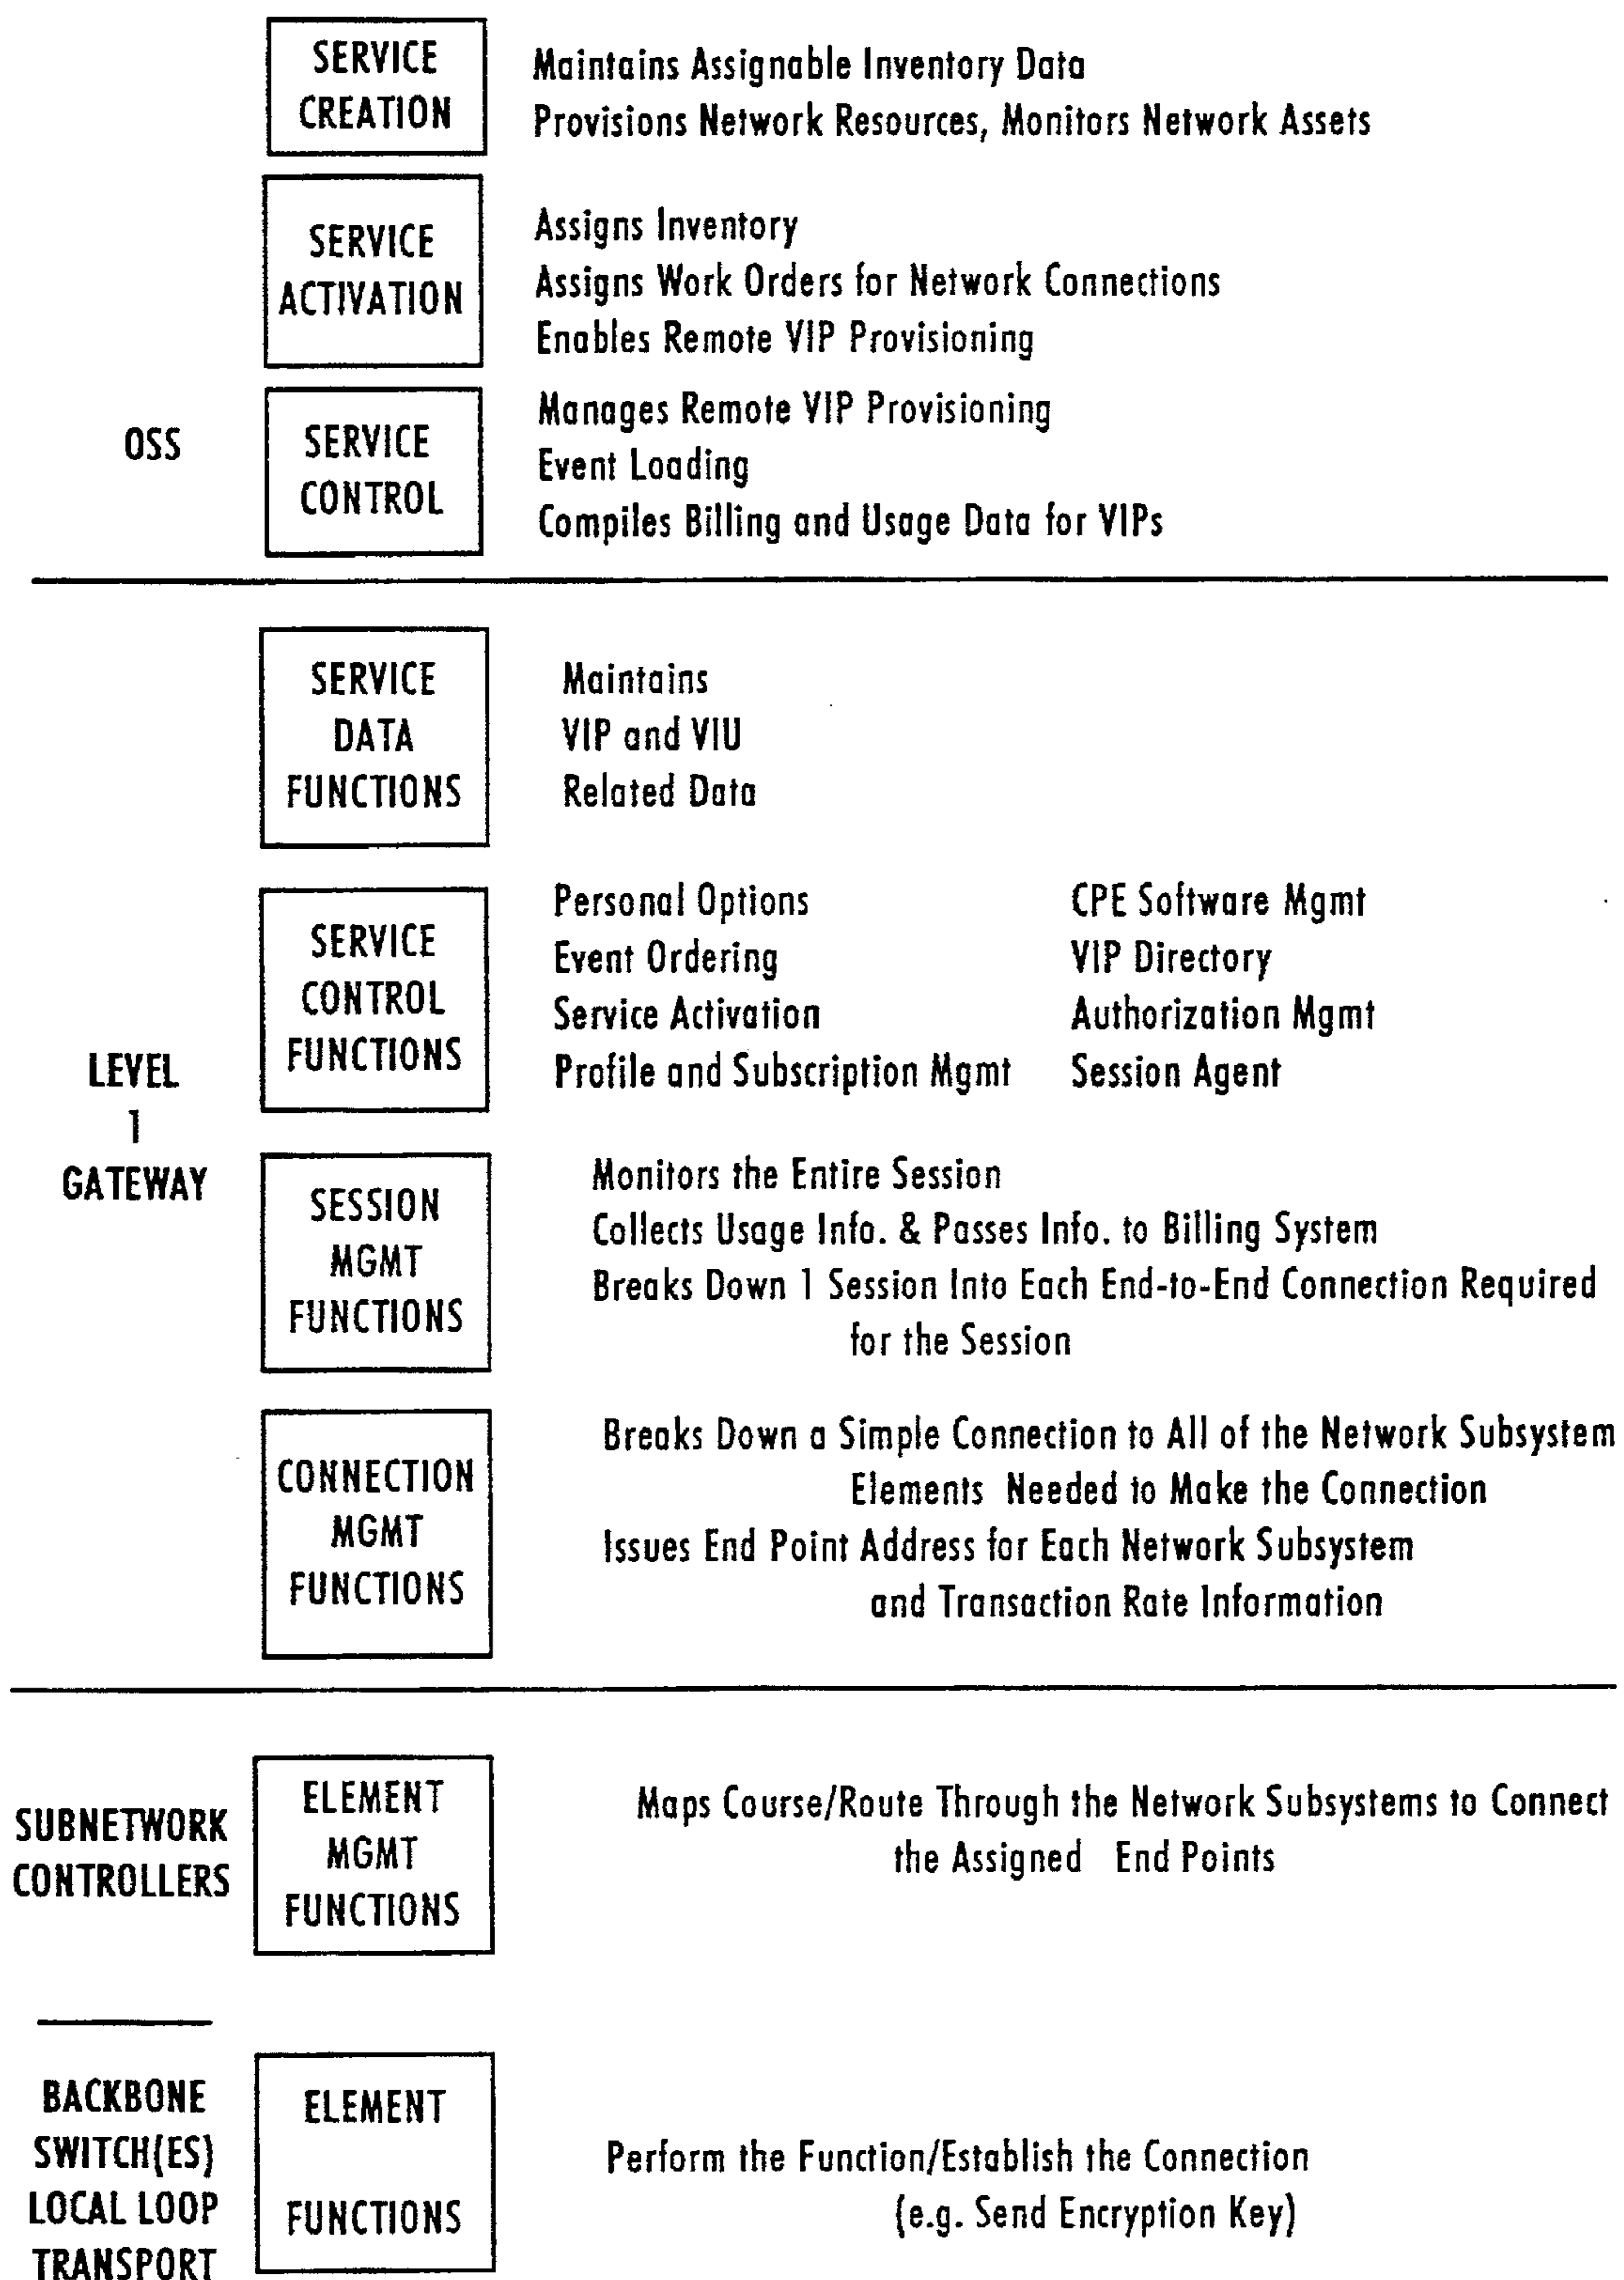 SERVICE
CREATION
Maintains Assignable Inventory Data
Provisions Network Resources, Monitors Network Assets
SERVICE
ACTIVATION
Assigns Inventory
Assigns Work Orders for Network Connections
Enables Remote VIP Provisioning
OSS
SERVICE
CONTROL
Manages Remote VIP Provisioning
Event Loading
Compiles Billing and Usage Data for VIPs
SERVICE
DATA
FUNCTIONS
Maintains
VIP and VIU
Related Data
LEVEL
1
GATEWAY
SERVICE
CONTROL
FUNCTIONS
Personal Options
Event Ordering
Service Activation
Profile and Subscription Mgmt
CPE Software Mgmt
VIP Directory
Authorization Mgmt
Session Agent
SESSION
MGMT
FUNCTIONS
Monitors the Entire Session
Collects Usage Info. & Passes Info. to Billing System
Breaks Down 1 Session Into Each End-to-End Connection Required
for the Session
CONNECTION
MGMT
FUNCTIONS
Breaks Down a Simple Connection to All of the Network Subsystem
Elements Needed to Make the Connection
Issues End Point Address for Each Network Subsystem
and Transaction Rate Information
SUBNETWORK
CONTROLLERS
ELEMENT
MGMT
FUNCTIONS
Maps Course/Route Through the Network Subsystems to Connect
the Assigned End Points
BACKBONE
SWITCH(ES)
LOCAL LOOP
TRANSPORT
ELEMENT
FUNCTIONS
Perform the Function/Establish the Connection
(e.g. Send Encryption Key)